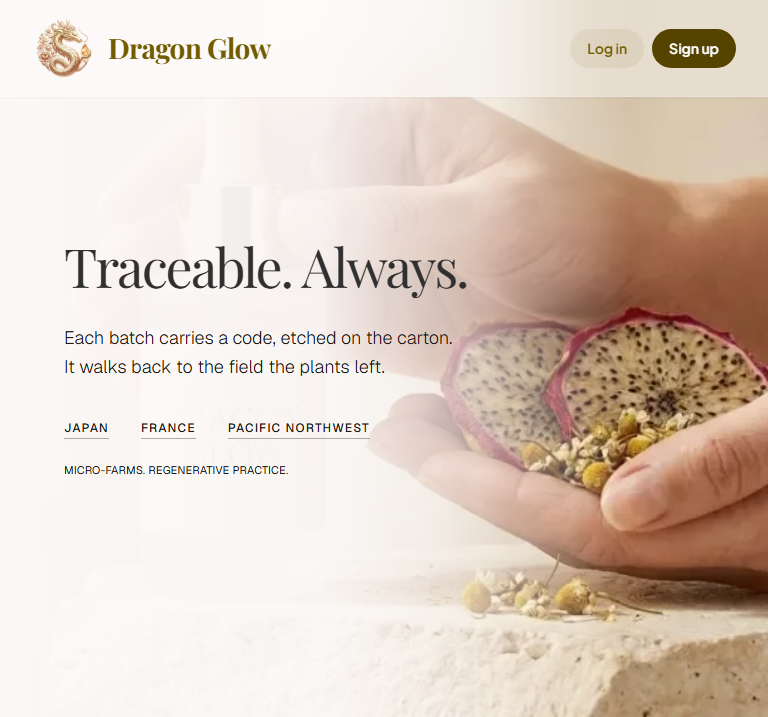 Dragon Glow
Log in
Sign up
Traceable. Always.
Each batch carries a code, etched on the carton.
It walks back to the field the plants left.
JAPAN
FRANCE
PACIFIC NORTHWEST
MICRO-FARMS. REGENERATIVE PRACTICE.